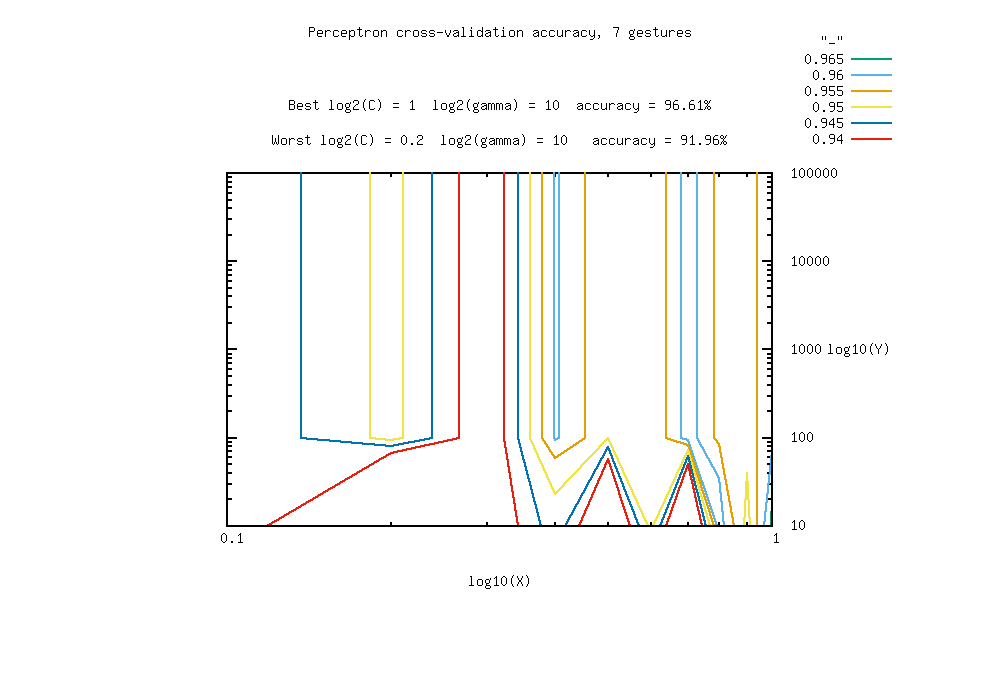 Perceptron cross-validation accuracy, 7 gestures
"_"
0.965
0.96
0.955
0.95
0.945
0.94
Best log2(C) = 1  log2(gamma) = 10  accuracy = 96.61%
Worst log2(C) = 0.2  log2(gamma) = 10   accuracy = 91.96%
100000
10000
1000
log10(Y)
100
10
0.1
1
log10(X)